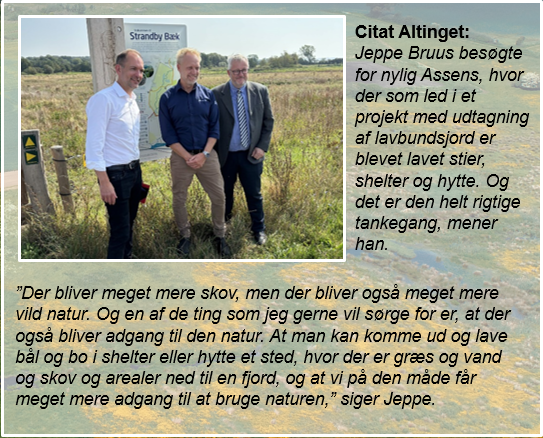 Strandby Bæk
Citat Altinget:
Jeppe Bruus besøgte
for nylig Assens, hvor
der som led i et
projekt med udtagning
af lavbundsjord er
blevet lavet stier,
shelter og hytte. Og
det er den helt rigtige
tankegang, mener
han.
”Der bliver meget mere skov, men der bliver også meget mere
vild natur. Og en af de ting som jeg gerne vil sørge for er, at der
også bliver adgang til den natur. At man kan komme ud og lave
bål og bo i shelter eller hytte et sted, hvor der er græs og vand
og skov og arealer ned til en fjord, og at vi på den måde får
meget mere adgang til at bruge naturen,” siger Jeppe.